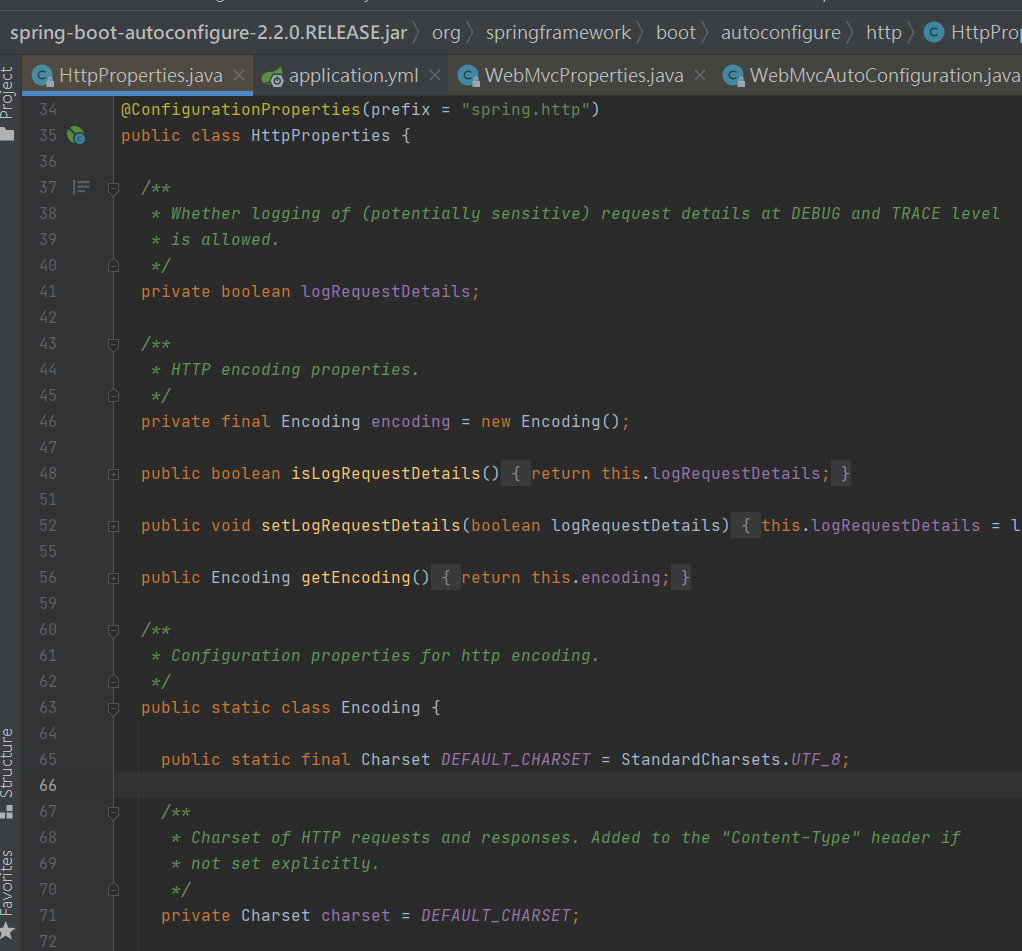 spring-boot-autoconfigure-2.2.0.RELEASE.jar 〉 org 〉 springframework 〉 boot 〉 autoconfigure 〉 http 〉 HttpProp
HttpProperties.java × application.yml × WebMvcProperties.java × WebMvcAutoConfiguration.java
Project
34 @ConfigurationProperties(prefix = "spring.http")
35 public class HttpProperties {
36
37 /**
38 * Whether logging of (potentially sensitive) request details at DEBUG and TRACE level
39 * is allowed.
40 */
41 private boolean logRequestDetails;
42
43 /**
44 * HTTP encoding properties.
45 */
46 private final Encoding encoding = new Encoding();
47
48 public boolean isLogRequestDetails() { return this.logRequestDetails; }
51
52 public void setLogRequestDetails(boolean logRequestDetails) { this.logRequestDetails = l
55
56 public Encoding getEncoding() { return this.encoding; }
59
60 /**
61 * Configuration properties for http encoding.
62 */
63 public static class Encoding {
64
65 public static final Charset DEFAULT_CHARSET = StandardCharsets.UTF_8;
66
67 /**
68 * Charset of HTTP requests and responses. Added to the "Content-Type" header if
69 * not set explicitly.
70 */
71 private Charset charset = DEFAULT_CHARSET;
72
Structure
Favorites